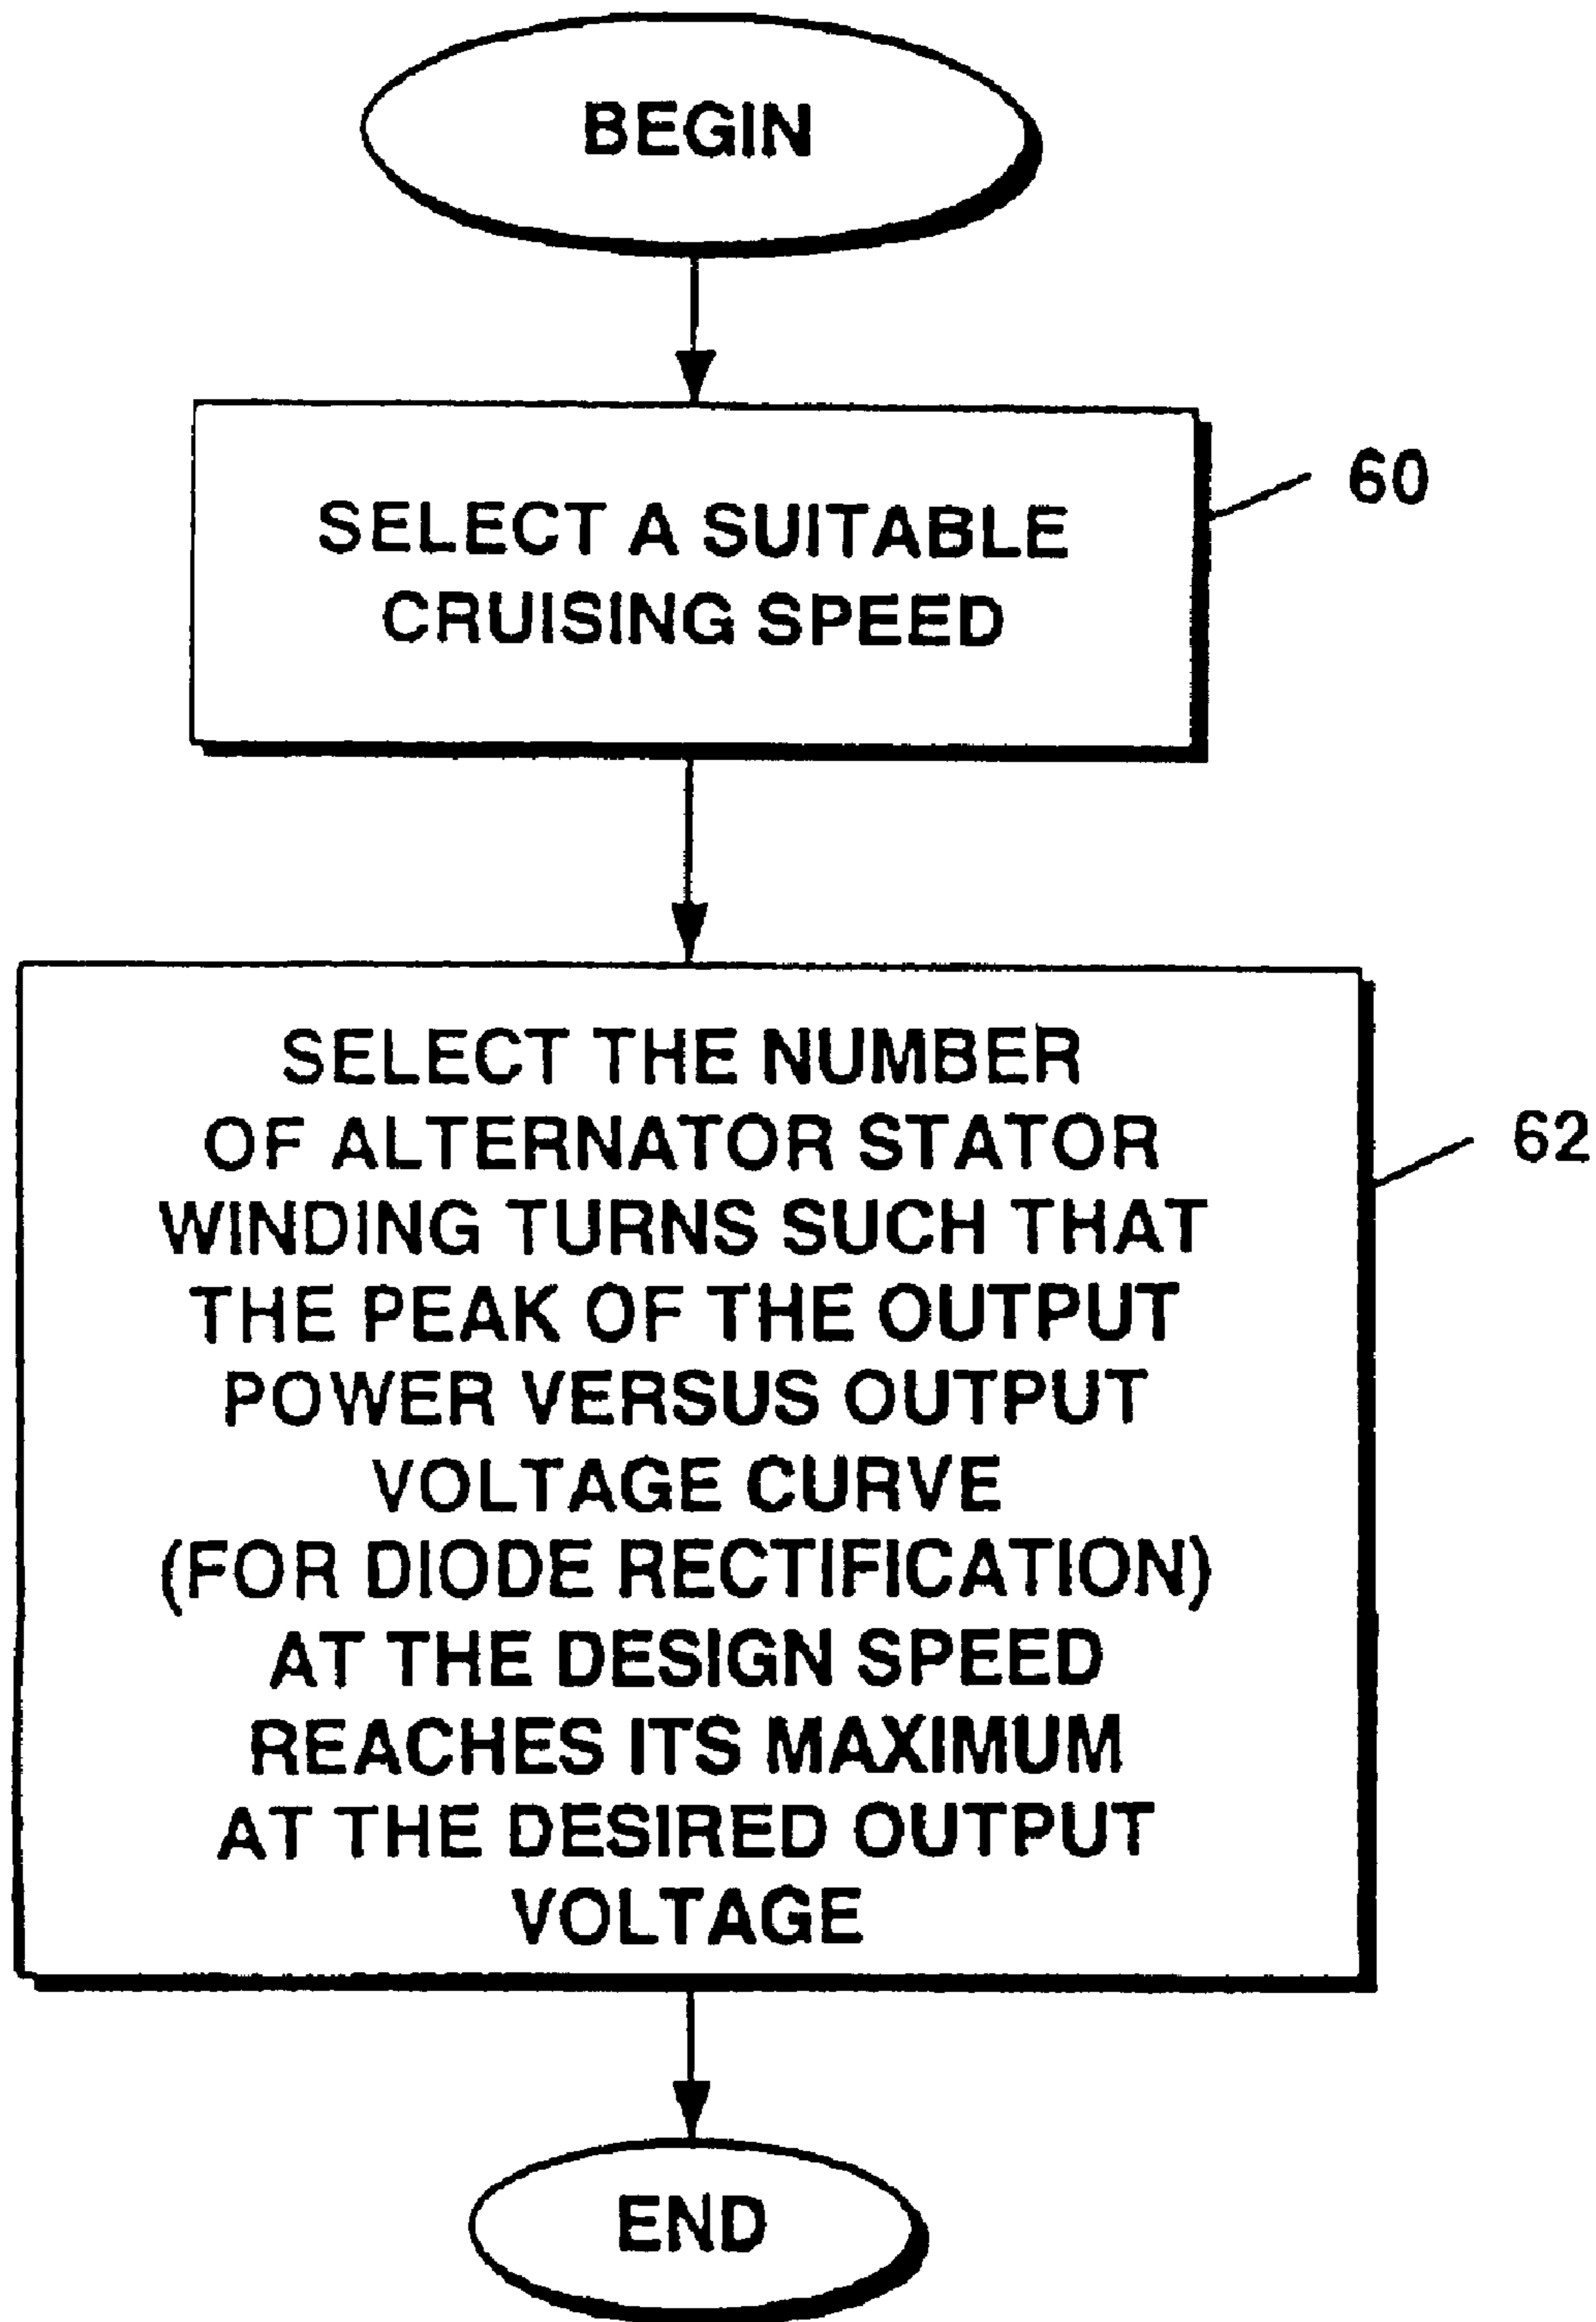 BEGIN
SELECT A SUITABLE
CRUISING SPEED
60
SELECT THE NUMBER
OF ALTERNATOR STATOR
WINDING TURNS SUCH THAT
THE PEAK OF THE OUTPUT
POWER VERSUS OUTPUT
VOLTAGE CURVE
(FOR DIODE RECTIFICATION)
AT THE DESIGN SPEED
REACHES ITS MAXIMUM
AT THE DESIRED OUTPUT
VOLTAGE
62
END